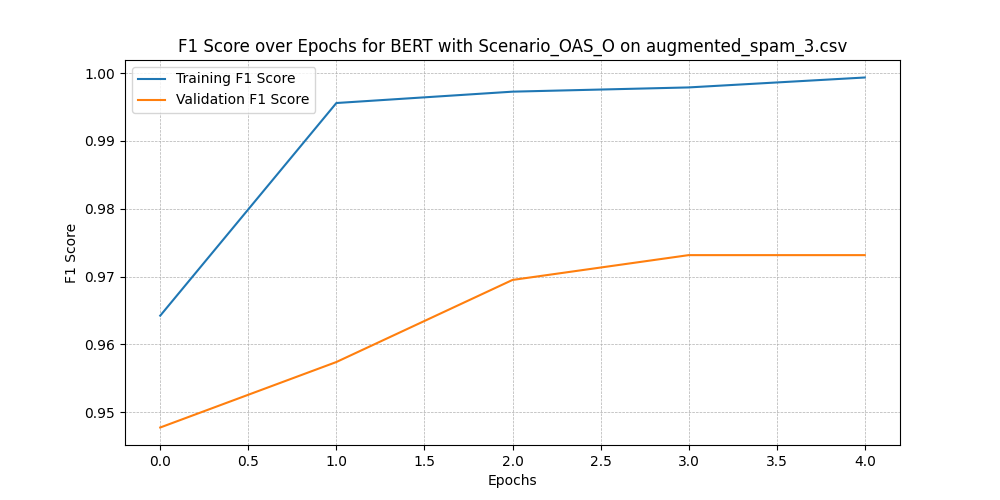 F1 Score over Epochs for BERT with Scenario_OAS_O on augmented_spam_3.csv
Training F1 Score
Validation F1 Score
F1 Score
1.00
0.99
0.98
0.97
0.96
0.95
0.0 0.5 1.0 1.5 2.0 2.5 3.0 3.5 4.0
Epochs